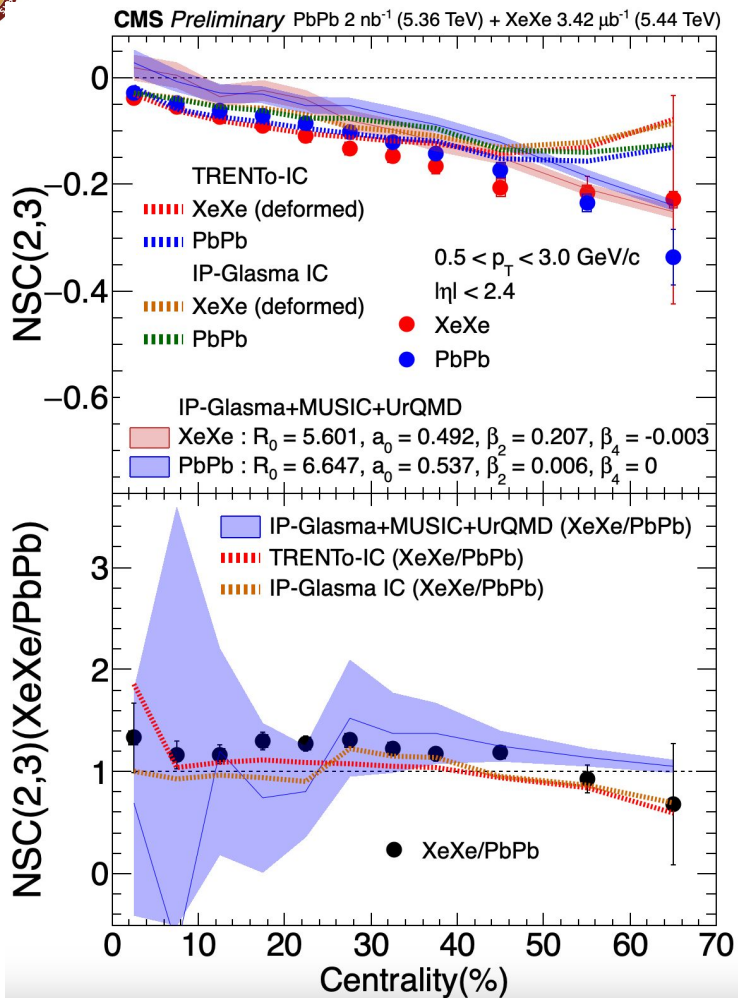 CMS Preliminary PbPb 2 nb⁻¹ (5.36 TeV) + XeXe 3.42 μb⁻¹ (5.44 TeV)
NSC(2,3)
0
−0.2
−0.4
−0.6
TRENTo-IC
XeXe (deformed)
PbPb
IP-Glasma IC
XeXe (deformed)
PbPb
0.5 < p_T < 3.0 GeV/c
|η| < 2.4
XeXe
PbPb
IP-Glasma+MUSIC+UrQMD
XeXe : R₀ = 5.601, a₀ = 0.492, β₂ = 0.207, β₄ = -0.003
PbPb : R₀ = 6.647, a₀ = 0.537, β₂ = 0.006, β₄ = 0
NSC(2,3)(XeXe/PbPb)
3
2
1
0
IP-Glasma+MUSIC+UrQMD (XeXe/PbPb)
TRENTo-IC (XeXe/PbPb)
IP-Glasma IC (XeXe/PbPb)
XeXe/PbPb
0 10 20 30 40 50 60 70
Centrality(%)